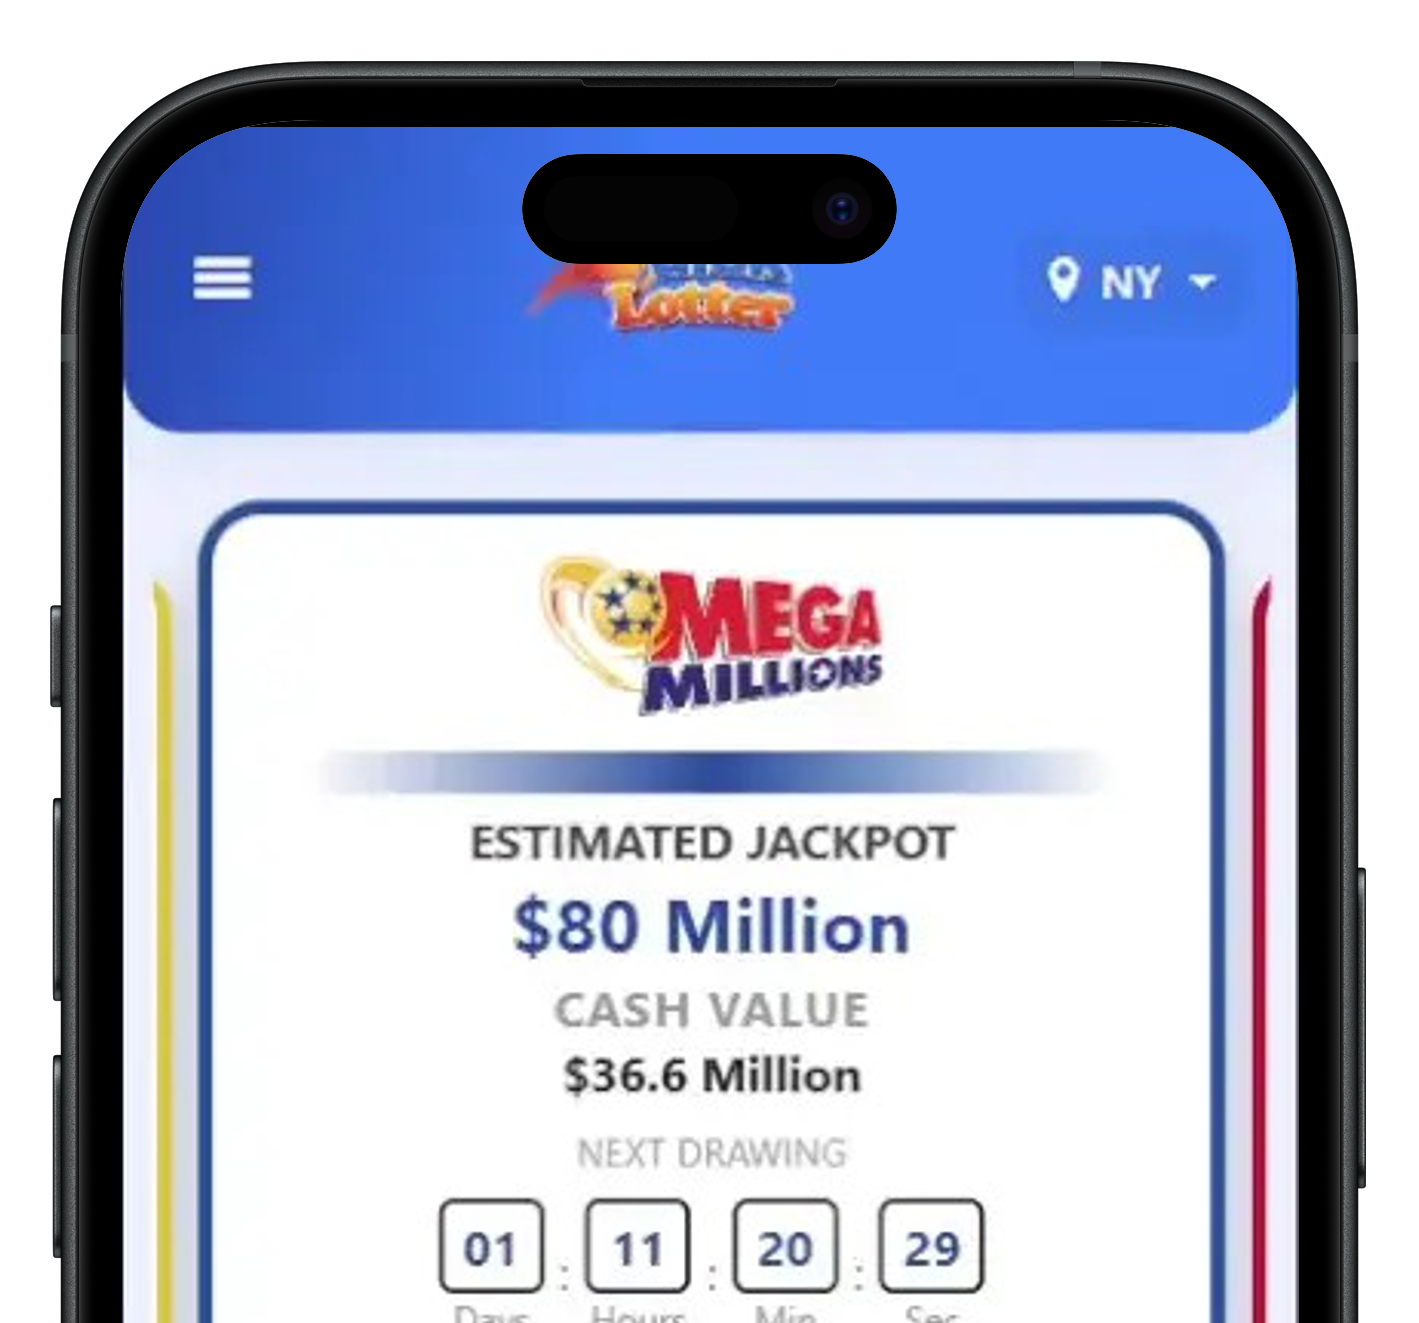 Lotter
NY
MEGA
MILLIONS
ESTIMATED JACKPOT
$80 Million
CASH VALUE
$36.6 Million
NEXT DRAWING
01 : 11 : 20 : 29
Days Hours Min Sec